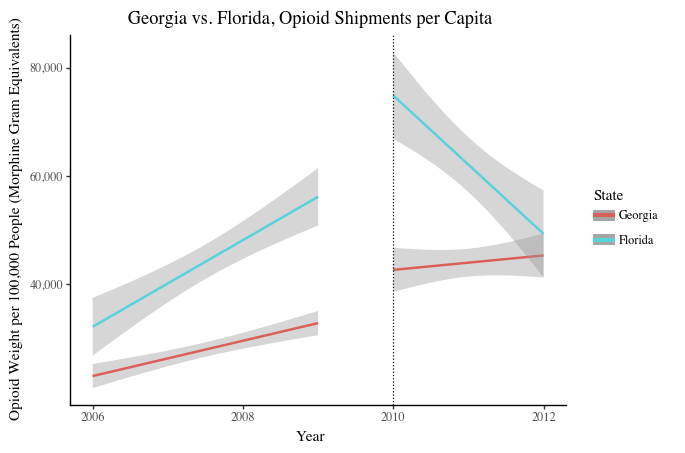 Georgia vs. Florida, Opioid Shipments per Capita
Opioid Weight per 100,000 People (Morphine Gram Equivalents)
80,000
60,000
40,000
2006
2008
2010
2012
Year
State
Georgia
Florida